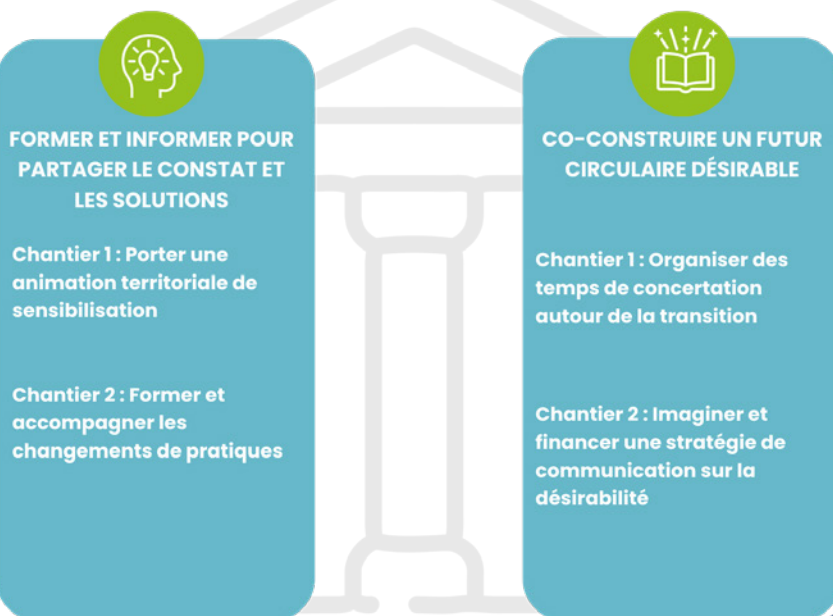 FORMER ET INFORMER POUR
PARTAGER LE CONSTAT ET
LES SOLUTIONS
Chantier 1 : Porter une
animation territoriale de
sensibilisation
Chantier 2 : Former et
accompagner les
changements de pratiques
CO-CONSTRUIRE UN FUTUR
CIRCULAIRE DÉSIRABLE
Chantier 1 : Organiser des
temps de concertation
autour de la transition
Chantier 2 : Imaginer et
financer une stratégie de
communication sur la
désirabilité